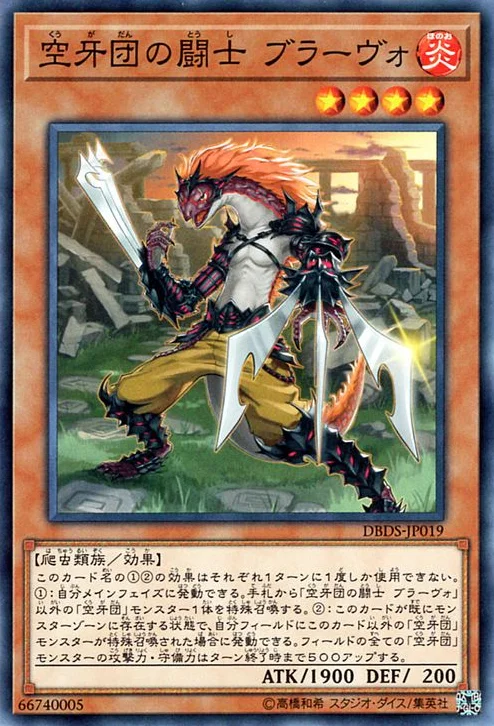 空牙団の闘士 ブラーヴォ
炎
DBDS-JP019
【爬虫類族／効果】
このカード名の①②の効果はそれぞれ1ターンに1度しか使用できない。
①：自分メインフェイズに発動できる。手札から「空牙団の闘士 ブラーヴォ」
以外の「空牙団」モンスター1体を特殊召喚する。②：このカードが既にモンス
ターゾーンに存在する状態で、自分フィールドにこのカード以外の「空牙団」
モンスターが特殊召喚された場合に発動できる。フィールドの全ての「空牙団」
モンスターの攻撃力・守備力はターン終了時まで５００アップする。
ATK/1900 DEF/ 200
66740005
©高橋和希 スタジオ・ダイス/集英社